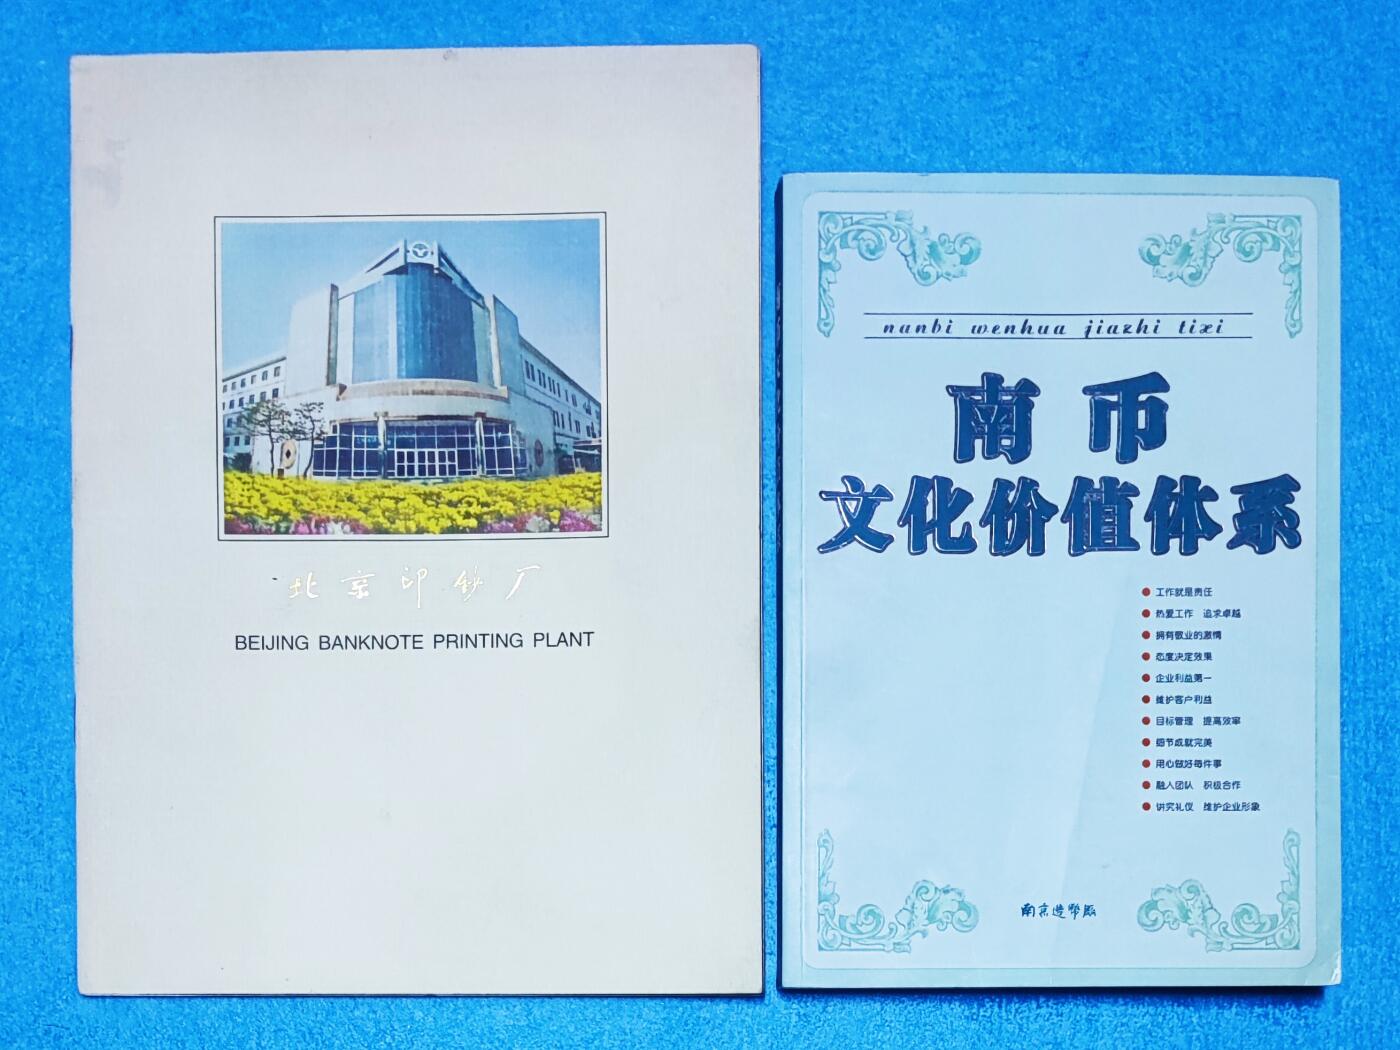 北京印钞厂
BEIJING BANKNOTE PRINTING PLANT
nanbi wenhua jiazhi tixi
南币
文化价值体系
工作就是责任
热爱工作 追求卓越
拥有敬业的激情
态度决定效果
企业利益第一
维护客户利益
目标管理 提高效率
细节成就完美
用心做好每件事
融入团队 积极合作
讲究礼仪 维护企业形象
南京造幣廠